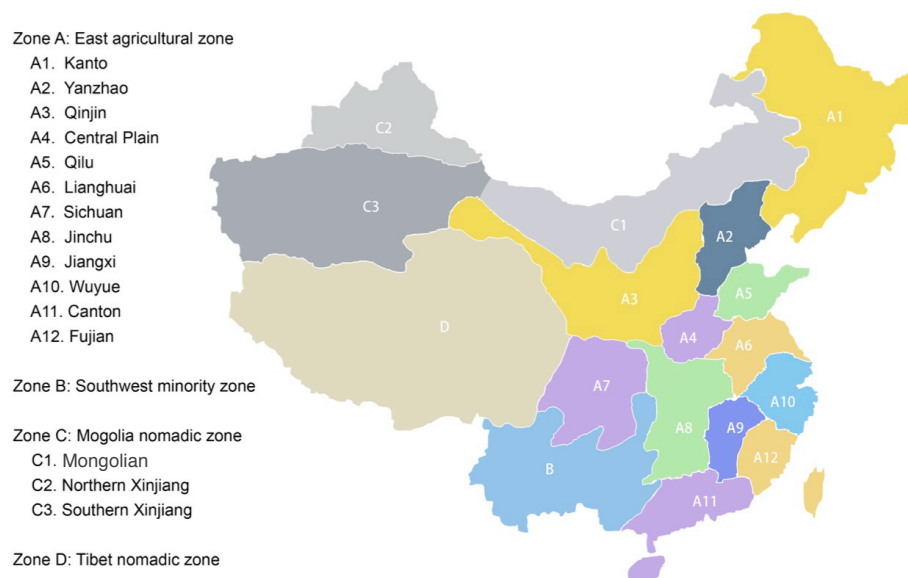 Zone A: East agricultural zone
A1. Kanto
A2. Yanzhao
A3. Qinjin
A4. Central Plain
A5. Qilu
A6. Lianghuai
A7. Sichuan
A8. Jinchu
A9. Jiangxi
A10. Wuyue
A11. Canton
A12. Fujian
Zone B: Southwest minority zone
Zone C: Mogolia nomadic zone
C1. Mongolian
C2. Northern Xinjiang
C3. Southern Xinjiang
Zone D: Tibet nomadic zone
A1
C2
C3
C1
A2
A3
A5
D
A4
A6
A7
A10
A8
A9
A12
B
A11